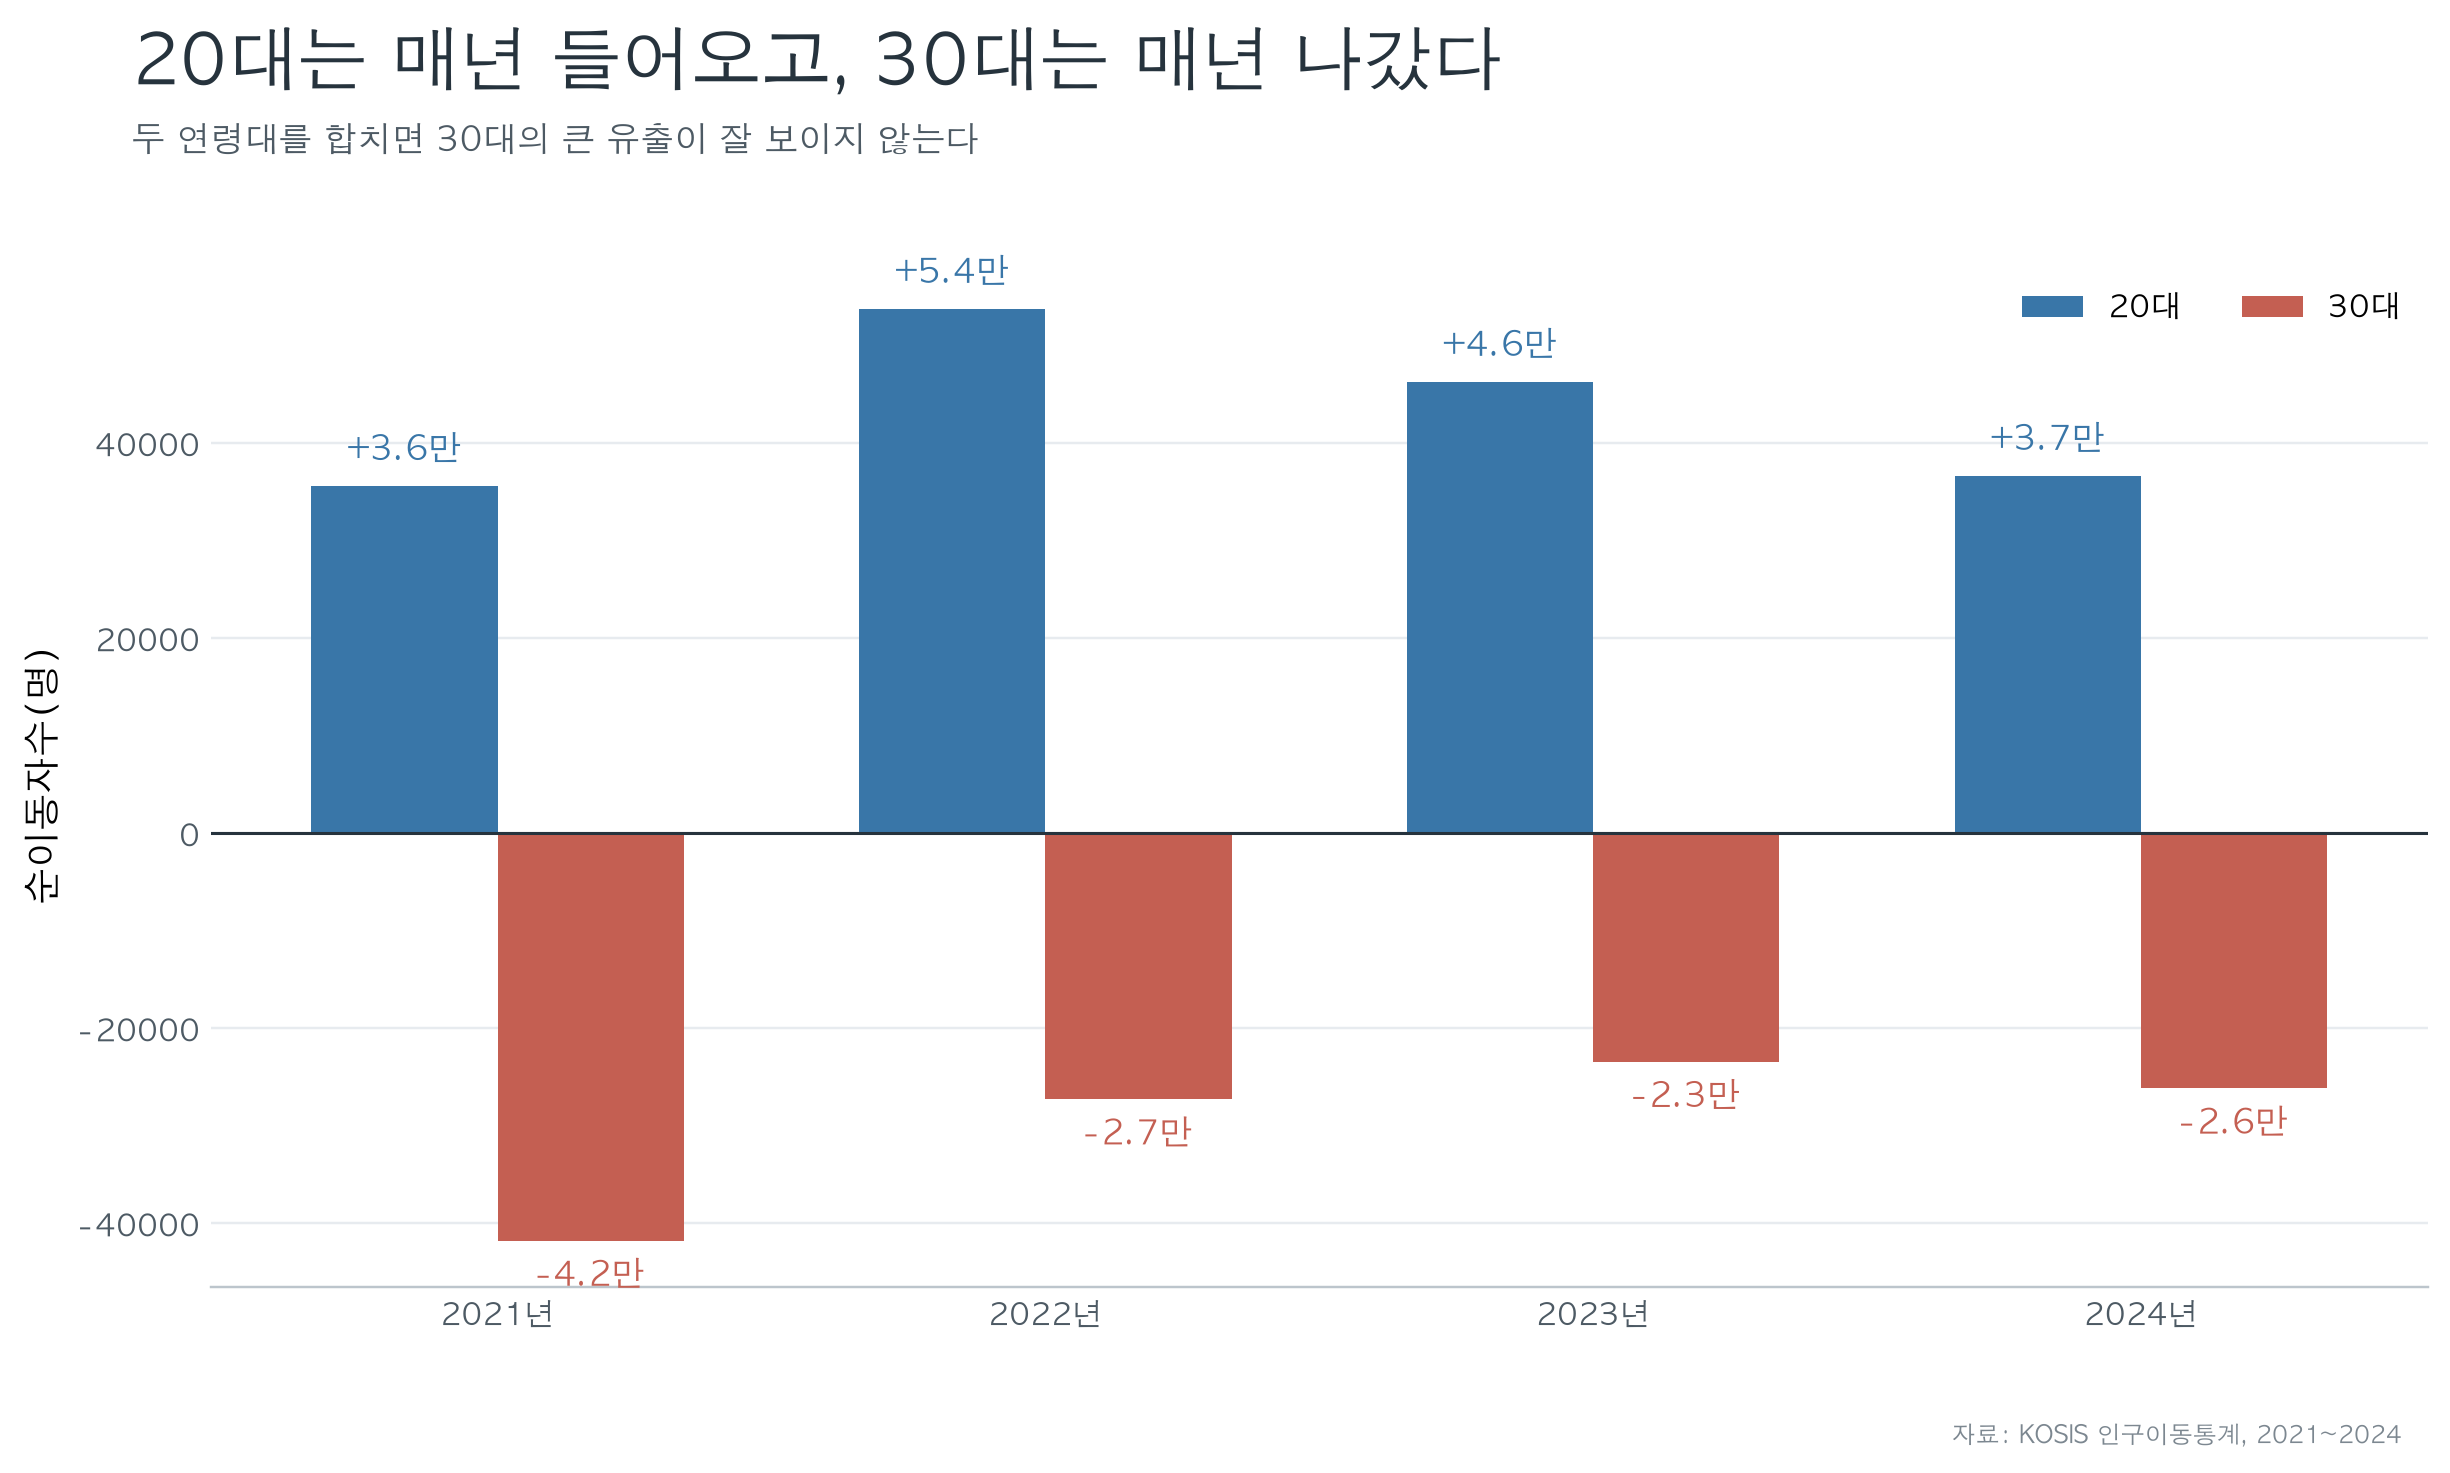 20대는 매년 들어오고, 30대는 매년 나갔다
두 연령대를 합치면 30대의 큰 유출이 잘 보이지 않는다
20대 30대
순이동자수(명)
40000
20000
0
-20000
-40000
+3.6만
+5.4만
+4.6만
+3.7만
-4.2만
-2.7만
-2.3만
-2.6만
2021년 2022년 2023년 2024년
자료: KOSIS 인구이동통계, 2021~2024